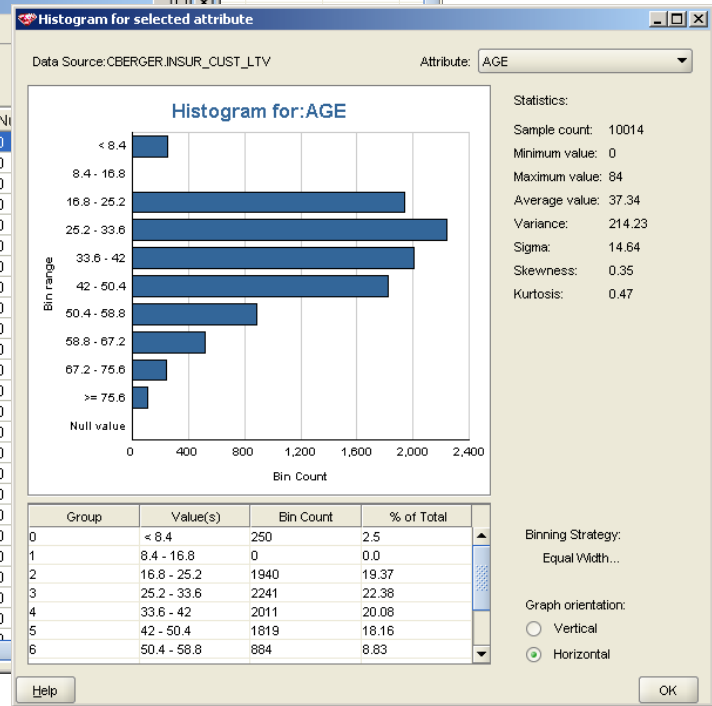 Histogram for selected attribute
Data Source:CBERGER.INSUR_CUST_LTV
Attribute: AGE
Histogram for:AGE
Bin range
< 8.4
8.4 - 16.8
16.8 - 25.2
25.2 - 33.6
33.6 - 42
42 - 50.4
50.4 - 58.8
58.8 - 67.2
67.2 - 75.6
>= 75.6
Null value
0 400 800 1,200 1,600 2,000 2,400
Bin Count
Statistics:
Sample count: 10014
Minimum value: 0
Maximum value: 84
Average value: 37.34
Variance: 214.23
Sigma: 14.64
Skewness: 0.35
Kurtosis: 0.47
Group Value(s) Bin Count % of Total
0 < 8.4 250 2.5
1 8.4 - 16.8 0 0.0
2 16.8 - 25.2 1940 19.37
3 25.2 - 33.6 2241 22.38
4 33.6 - 42 2011 20.08
5 42 - 50.4 1819 18.16
6 50.4 - 58.8 884 8.83
Binning Strategy:
Equal Width...
Graph orientation:
Vertical
Horizontal
Help
OK